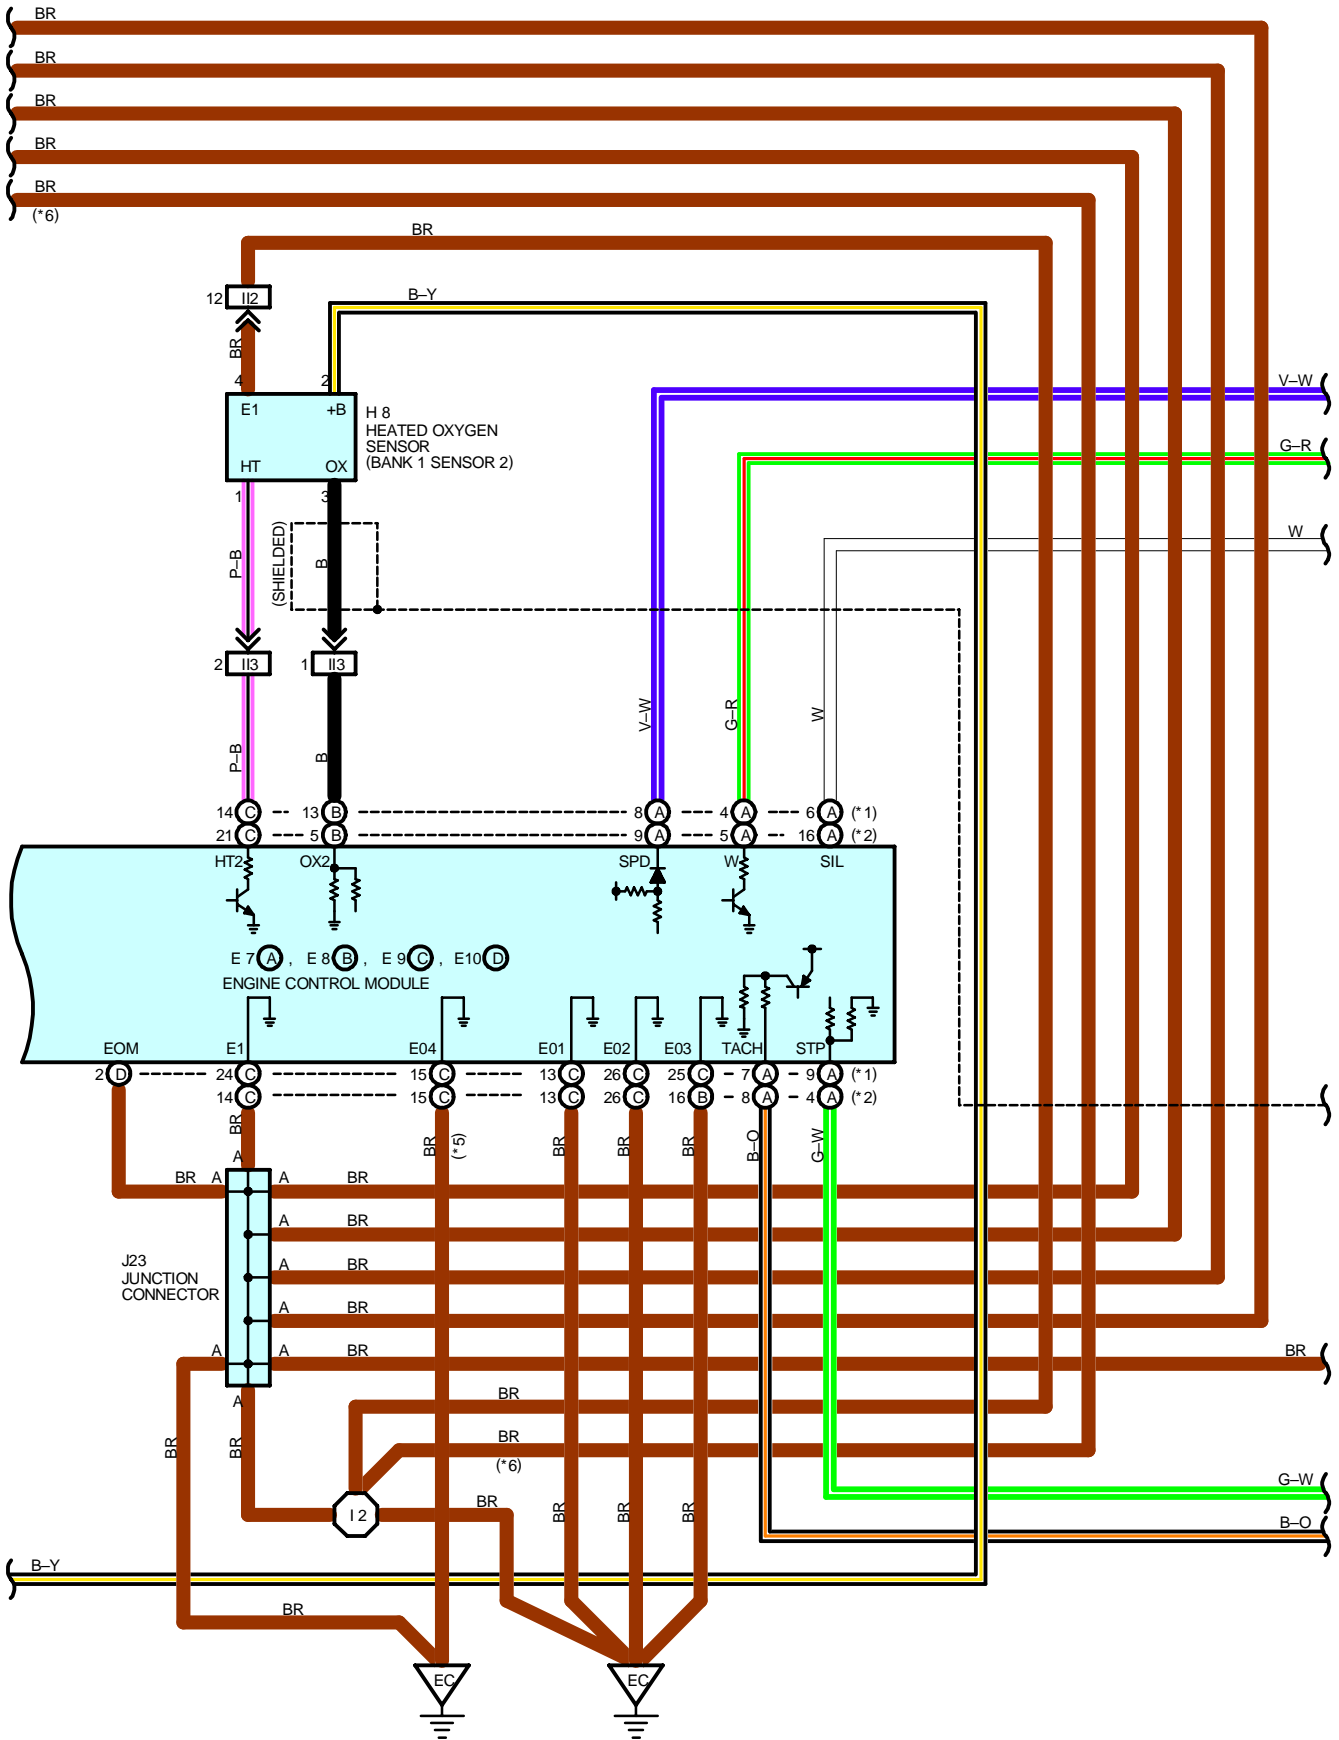 BR
BR
BR
BR
BR
(*6)
BR
12 II2
B–Y
BR
4 2
E1 +B
H 8
HEATED OXYGEN
SENSOR
(BANK 1 SENSOR 2)
HT OX
1 3
V–W
G–R
W
(SHIELDED)
P–B
B
2 II3
1 II3
V–W
G–R
W
P–B
B
14 C 13 B 8 A 4 A 6 A (*1)
21 C 5 B 9 A 5 A 16 A (*2)
HT2 OX2 SPD W SIL
E 7 A , E 8 B , E 9 C , E10 D
ENGINE CONTROL MODULE
EOM E1 E04 E01 E02 E03 TACH STP
2 D 24 C 15 C 13 C 26 C 25 C 7 A 9 A (*1)
14 C 15 C 13 C 26 C 16 B 8 A 4 A (*2)
BR BR (*5) BR BR BR B–O G–W
A
BR A A BR
A BR
J23
JUNCTION
CONNECTOR
A BR
A BR
A A BR BR
A
BR
BR BR BR
(*6)
G–W
I 2 BR BR BR BR
B–O
B–Y
BR
EC EC